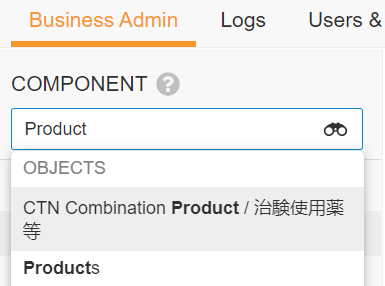 Business Admin Logs Users &
COMPONENT ?
Product
OBJECTS
CTN Combination Product / 治験使用薬
等
Products